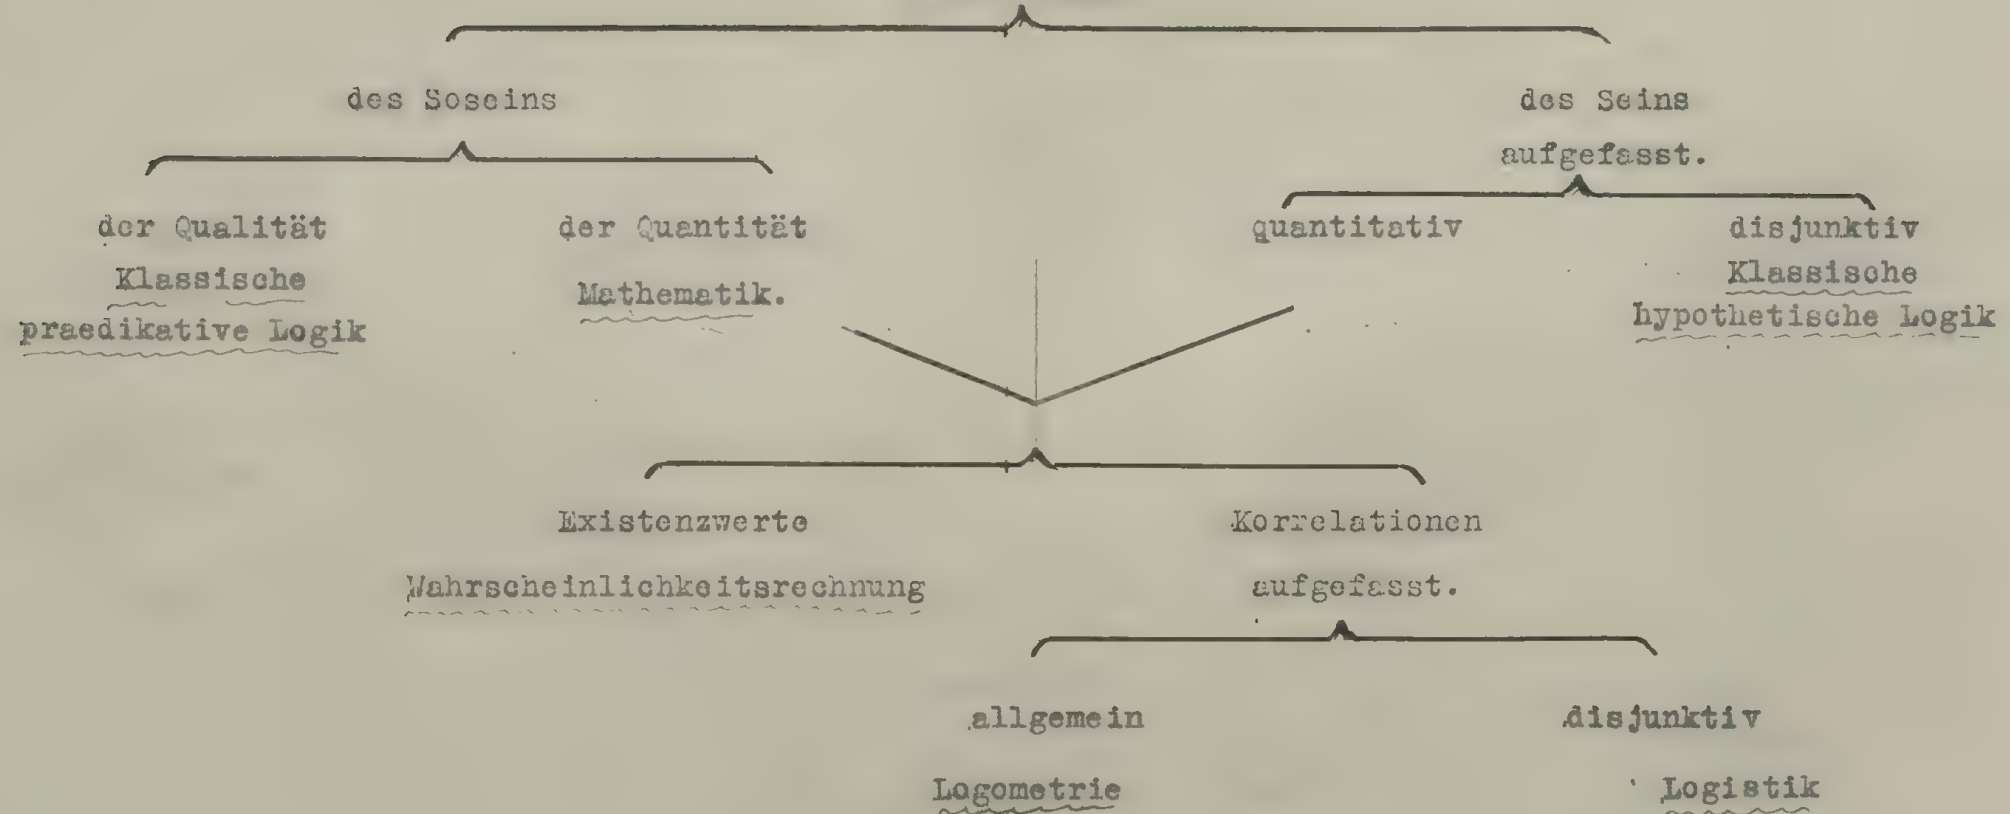 des Soseins
des Seins
aufgefasst.
der Qualität
der Quantität
quantitativ
disjunktiv
Klassische
praedikative Logik
Mathematik.
Klassische
hypothetische Logik
Existenzwerte
Wahrscheinlichkeitsrechnung
Korrelationen
aufgefasst.
allgemein
Logometrie
disjunktiv
Logistik